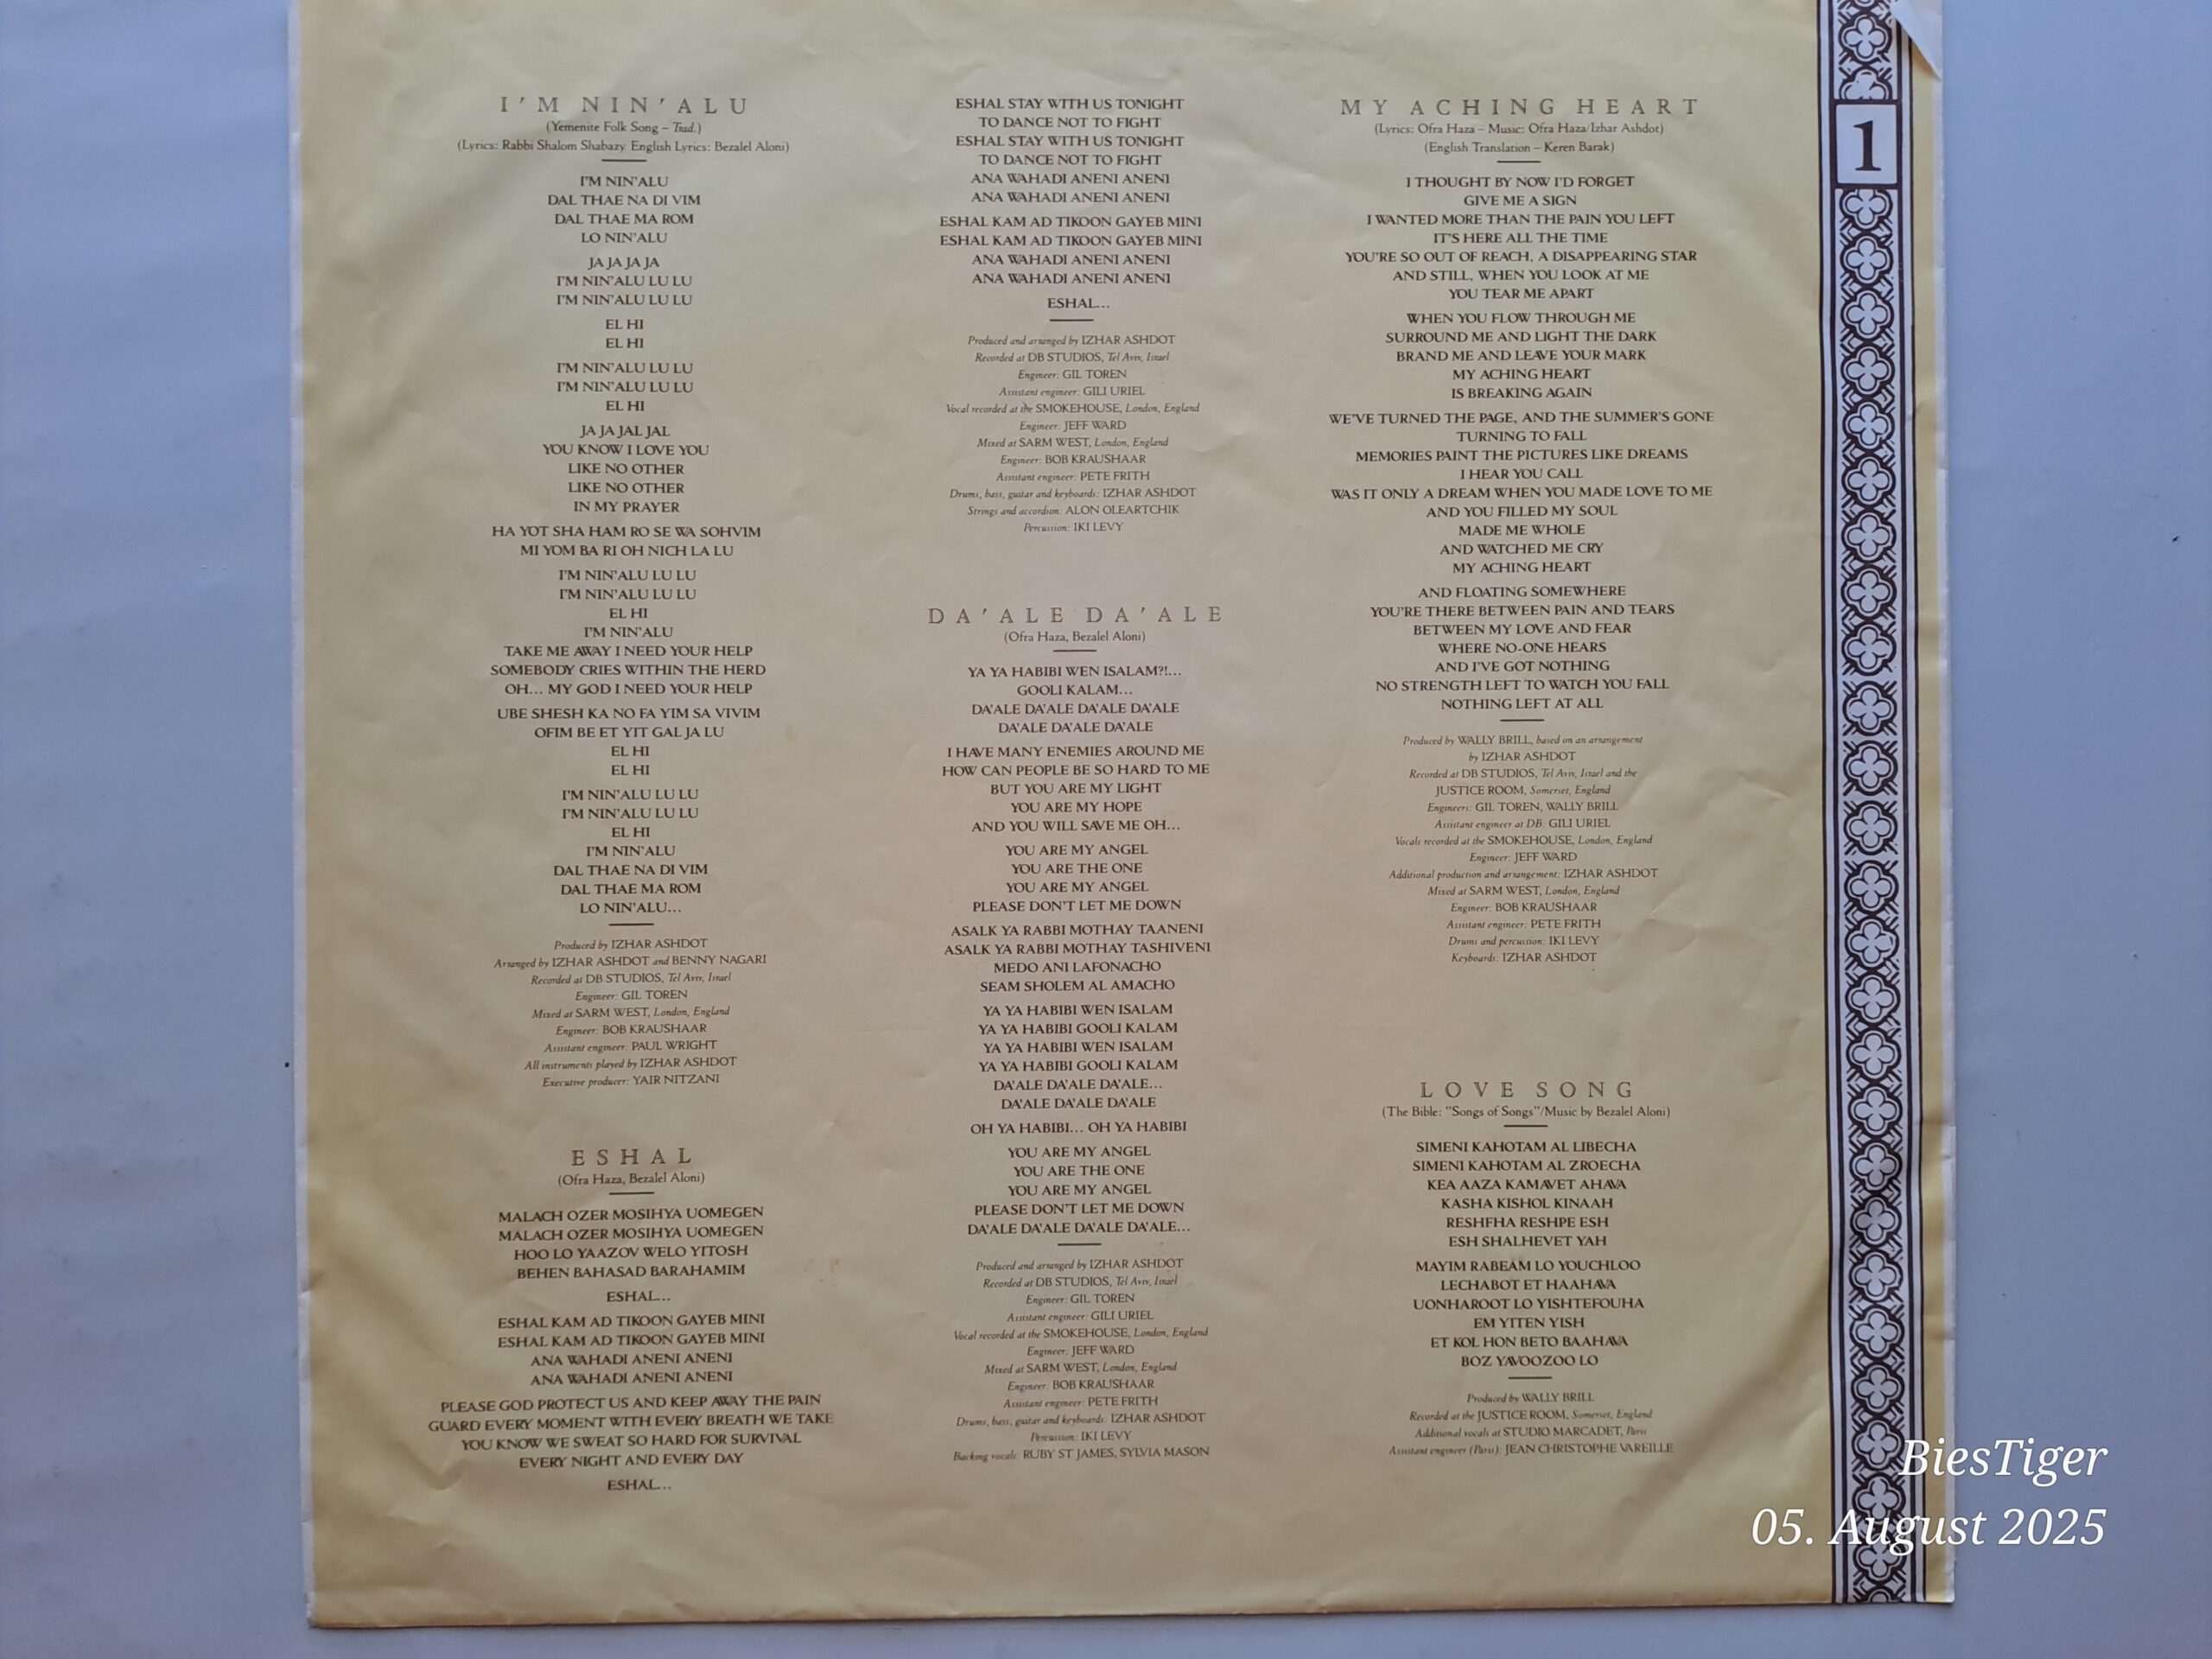 I'M NIN'ALU
(Yemenite Folk Song – Trad.)
(Lyrics: Rabbi Shalom Shabazy. English Lyrics: Bezalel Aloni)
I'M NIN'ALU
DAL THAE NA DI VIM
DAL THAE MA ROM
LO NIN'ALU
JA JA JA JA
I'M NIN'ALU LU LU
I'M NIN'ALU LU LU
EL HI
EL HI
I'M NIN'ALU LU LU
I'M NIN'ALU LU LU
EL HI
JA JA JAL JAL
YOU KNOW I LOVE YOU
LIKE NO OTHER
LIKE NO OTHER
IN MY PRAYER
HA YOT SHA HAM RO SE WA SOHVIM
MI YOM BA RI OH NICH LA LU
I'M NIN'ALU LU LU
I'M NIN'ALU LU LU
EL HI
I'M NIN'ALU
TAKE ME AWAY I NEED YOUR HELP
SOMEBODY CRIES WITHIN THE HERD
OH... MY GOD I NEED YOUR HELP
UBE SHESH KA NO FA YIM SA VIVIM
OFIM BE ET YIT GAL JA LU
EL HI
EL HI
I'M NIN'ALU LU LU
I'M NIN'ALU LU LU
EL HI
I'M NIN'ALU
DAL THAE NA DI VIM
DAL THAE MA ROM
LO NIN'ALU...
Produced by IZHAR ASHDOT
Arranged by IZHAR ASHDOT and BENNY NAGARI
Recorded at DB STUDIOS, Tel Aviv, Israel
Engineer: GIL TOREN
Mixed at SARM WEST, London, England
Engineer: BOB KRAUSHAAR
Assistant engineer: PAUL WRIGHT
All instruments played by IZHAR ASHDOT
Executive producer: YAIR NITZANI
ESHAL
(Ofra Haza, Bezalel Aloni)
MALACH OZER MOSIHYA UOMEGEN
MALACH OZER MOSIHYA UOMEGEN
HOO LO YAAZOV WELO YITOSH
BEHEN BAHASAD BARAHAMIM
ESHAL...
ESHAL KAM AD TIKOON GAYEB MINI
ESHAL KAM AD TIKOON GAYEB MINI
ANA WAHADI ANENI ANENI
ANA WAHADI ANENI ANENI
PLEASE GOD PROTECT US AND KEEP AWAY THE PAIN
GUARD EVERY MOMENT WITH EVERY BREATH WE TAKE
YOU KNOW WE SWEAT SO HARD FOR SURVIVAL
EVERY NIGHT AND EVERY DAY
ESHAL...
ESHAL STAY WITH US TONIGHT
TO DANCE NOT TO FIGHT
ESHAL STAY WITH US TONIGHT
TO DANCE NOT TO FIGHT
ANA WAHADI ANENI ANENI
ANA WAHADI ANENI ANENI
ESHAL KAM AD TIKOON GAYEB MINI
ESHAL KAM AD TIKOON GAYEB MINI
ANA WAHADI ANENI ANENI
ANA WAHADI ANENI ANENI
ESHAL...
Produced and arranged by IZHAR ASHDOT
Recorded at DB STUDIOS, Tel Aviv, Israel
Engineer: GIL TOREN
Assistant engineer: GILI URIEL
Vocal recorded at the SMOKEHOUSE, London, England
Engineer: JEFF WARD
Mixed at SARM WEST, London, England
Engineer: BOB KRAUSHAAR
Assistant engineer: PETE FRITH
Drums, bass, guitar and keyboards: IZHAR ASHDOT
Strings and accordion: ALON OLEARTCHIK
Percussion: IKI LEVY
DA'ALE DA'ALE
(Ofra Haza, Bezalel Aloni)
YA YA HABIBI WEN ISALAM?!...
GOOLI KALAM...
DA'ALE DA'ALE DA'ALE DA'ALE
DA'ALE DA'ALE DA'ALE
I HAVE MANY ENEMIES AROUND ME
HOW CAN PEOPLE BE SO HARD TO ME
BUT YOU ARE MY LIGHT
YOU ARE MY HOPE
AND YOU WILL SAVE ME OH...
YOU ARE MY ANGEL
YOU ARE THE ONE
YOU ARE MY ANGEL
PLEASE DON'T LET ME DOWN
ASALK YA RABBI MOTHAY TAANENI
ASALK YA RABBI MOTHAY TASHIVENI
MEDO ANI LAFONACHO
SEAM SHOLEM AL AMACHO
YA YA HABIBI WEN ISALAM
YA YA HABIBI GOOLI KALAM
YA YA HABIBI WEN ISALAM
YA YA HABIBI GOOLI KALAM
DA'ALE DA'ALE DA'ALE...
DA'ALE DA'ALE DA'ALE
OH YA HABIBI... OH YA HABIBI
YOU ARE MY ANGEL
YOU ARE THE ONE
YOU ARE MY ANGEL
PLEASE DON'T LET ME DOWN
DA'ALE DA'ALE DA'ALE DA'ALE...
Produced and arranged by IZHAR ASHDOT
Recorded at DB STUDIOS, Tel Aviv, Israel
Engineer: GIL TOREN
Assistant engineer: GILI URIEL
Vocal recorded at the SMOKEHOUSE, London, England
Engineer: JEFF WARD
Mixed at SARM WEST, London, England
Engineer: BOB KRAUSHAAR
Assistant engineer: PETE FRITH
Drums, bass, guitar and keyboards: IZHAR ASHDOT
Percussion: IKI LEVY
Backing vocals: RUBY ST JAMES, SYLVIA MASON
MY ACHING HEART
(Lyrics: Ofra Haza – Music: Ofra Haza/Izhar Ashdot)
(English Translation – Keren Barak)
I THOUGHT BY NOW I'D FORGET
GIVE ME A SIGN
I WANTED MORE THAN THE PAIN YOU LEFT
IT'S HERE ALL THE TIME
YOU'RE SO OUT OF REACH, A DISAPPEARING STAR
AND STILL, WHEN YOU LOOK AT ME
YOU TEAR ME APART
WHEN YOU FLOW THROUGH ME
SURROUND ME AND LIGHT THE DARK
BRAND ME AND LEAVE YOUR MARK
MY ACHING HEART
IS BREAKING AGAIN
WE'VE TURNED THE PAGE, AND THE SUMMER'S GONE
TURNING TO FALL
MEMORIES PAINT THE PICTURES LIKE DREAMS
I HEAR YOU CALL
WAS IT ONLY A DREAM WHEN YOU MADE LOVE TO ME
AND YOU FILLED MY SOUL
MADE ME WHOLE
AND WATCHED ME CRY
MY ACHING HEART
AND FLOATING SOMEWHERE
YOU'RE THERE BETWEEN PAIN AND TEARS
BETWEEN MY LOVE AND FEAR
WHERE NO-ONE HEARS
AND I'VE GOT NOTHING
NO STRENGTH LEFT TO WATCH YOU FALL
NOTHING LEFT AT ALL
Produced by WALLY BRILL, based on an arrangement
by IZHAR ASHDOT
Recorded at DB STUDIOS, Tel Aviv, Israel and the
JUSTICE ROOM, Somerset, England
Engineers: GIL TOREN, WALLY BRILL
Assistant engineer at DB: GILI URIEL
Vocals recorded at the SMOKEHOUSE, London, England
Engineer: JEFF WARD
Additional production and arrangement: IZHAR ASHDOT
Mixed at SARM WEST, London, England
Engineer: BOB KRAUSHAAR
Assistant engineer: PETE FRITH
Drums and percussion: IKI LEVY
Keyboards: IZHAR ASHDOT
LOVE SONG
(The Bible: "Songs of Songs"/Music by Bezalel Aloni)
SIMENI KAHOTAM AL LIBECHA
SIMENI KAHOTAM AL ZROECHA
KEA AAZA KAMAVET AHAVA
KASHA KISHOL KINAAH
RESHFHA RESHPE ESH
ESH SHALHEVET YAH
MAYIM RABEAM LO YOUCHLOO
LECHABOT ET HAAHAVA
UONHAROOT LO YISHTEFOUHA
EM YITEN YISH
ET KOL HON BETO BAAHAVA
BOZ YAVOOZOO LO
Produced by WALLY BRILL
Recorded at the JUSTICE ROOM, Somerset, England
Additional vocals at STUDIO MARCADET, Paris
Assistant engineer (Paris): JEAN CHRISTOPHE VAREILLE
1
BiesTiger
05. August 2025